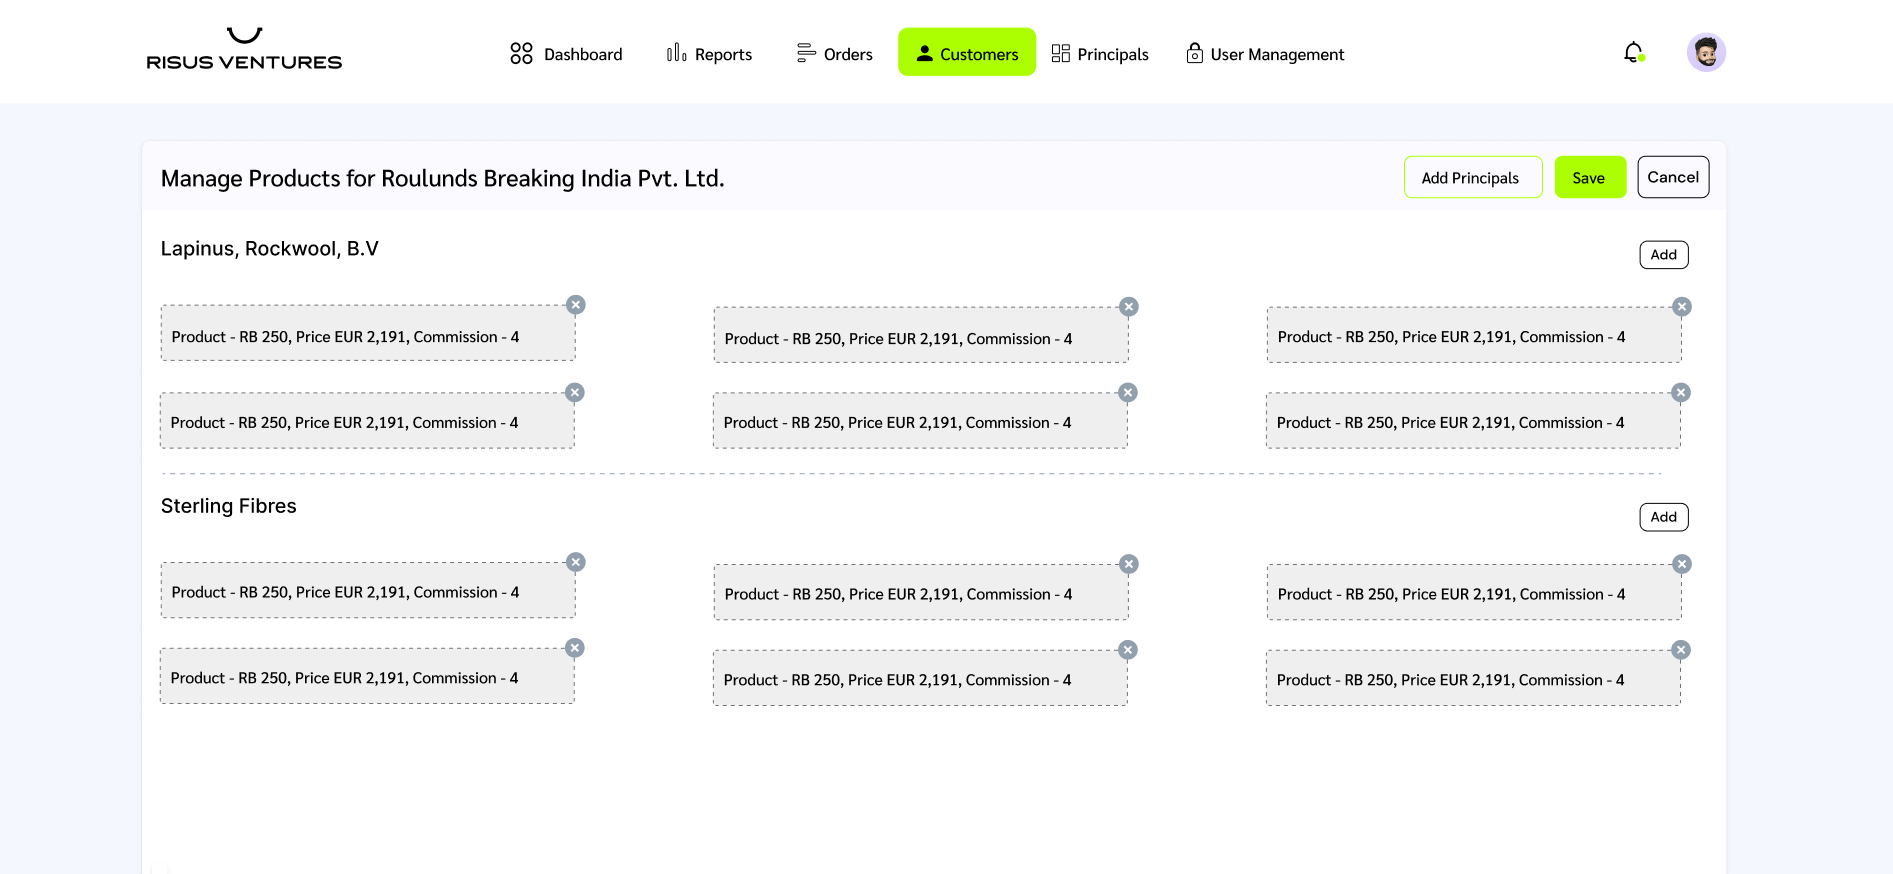 RISUS VENTURES
Dashboard
Reports
Orders
Customers
Principals
User Management
Manage Products for Roulunds Breaking India Pvt. Ltd.
Add Principals
Save
Cancel
Lapinus, Rockwool, B.V
Add
Product - RB 250, Price EUR 2,191, Commission - 4
Product - RB 250, Price EUR 2,191, Commission - 4
Product - RB 250, Price EUR 2,191, Commission - 4
Product - RB 250, Price EUR 2,191, Commission - 4
Product - RB 250, Price EUR 2,191, Commission - 4
Product - RB 250, Price EUR 2,191, Commission - 4
Sterling Fibres
Add
Product - RB 250, Price EUR 2,191, Commission - 4
Product - RB 250, Price EUR 2,191, Commission - 4
Product - RB 250, Price EUR 2,191, Commission - 4
Product - RB 250, Price EUR 2,191, Commission - 4
Product - RB 250, Price EUR 2,191, Commission - 4
Product - RB 250, Price EUR 2,191, Commission - 4